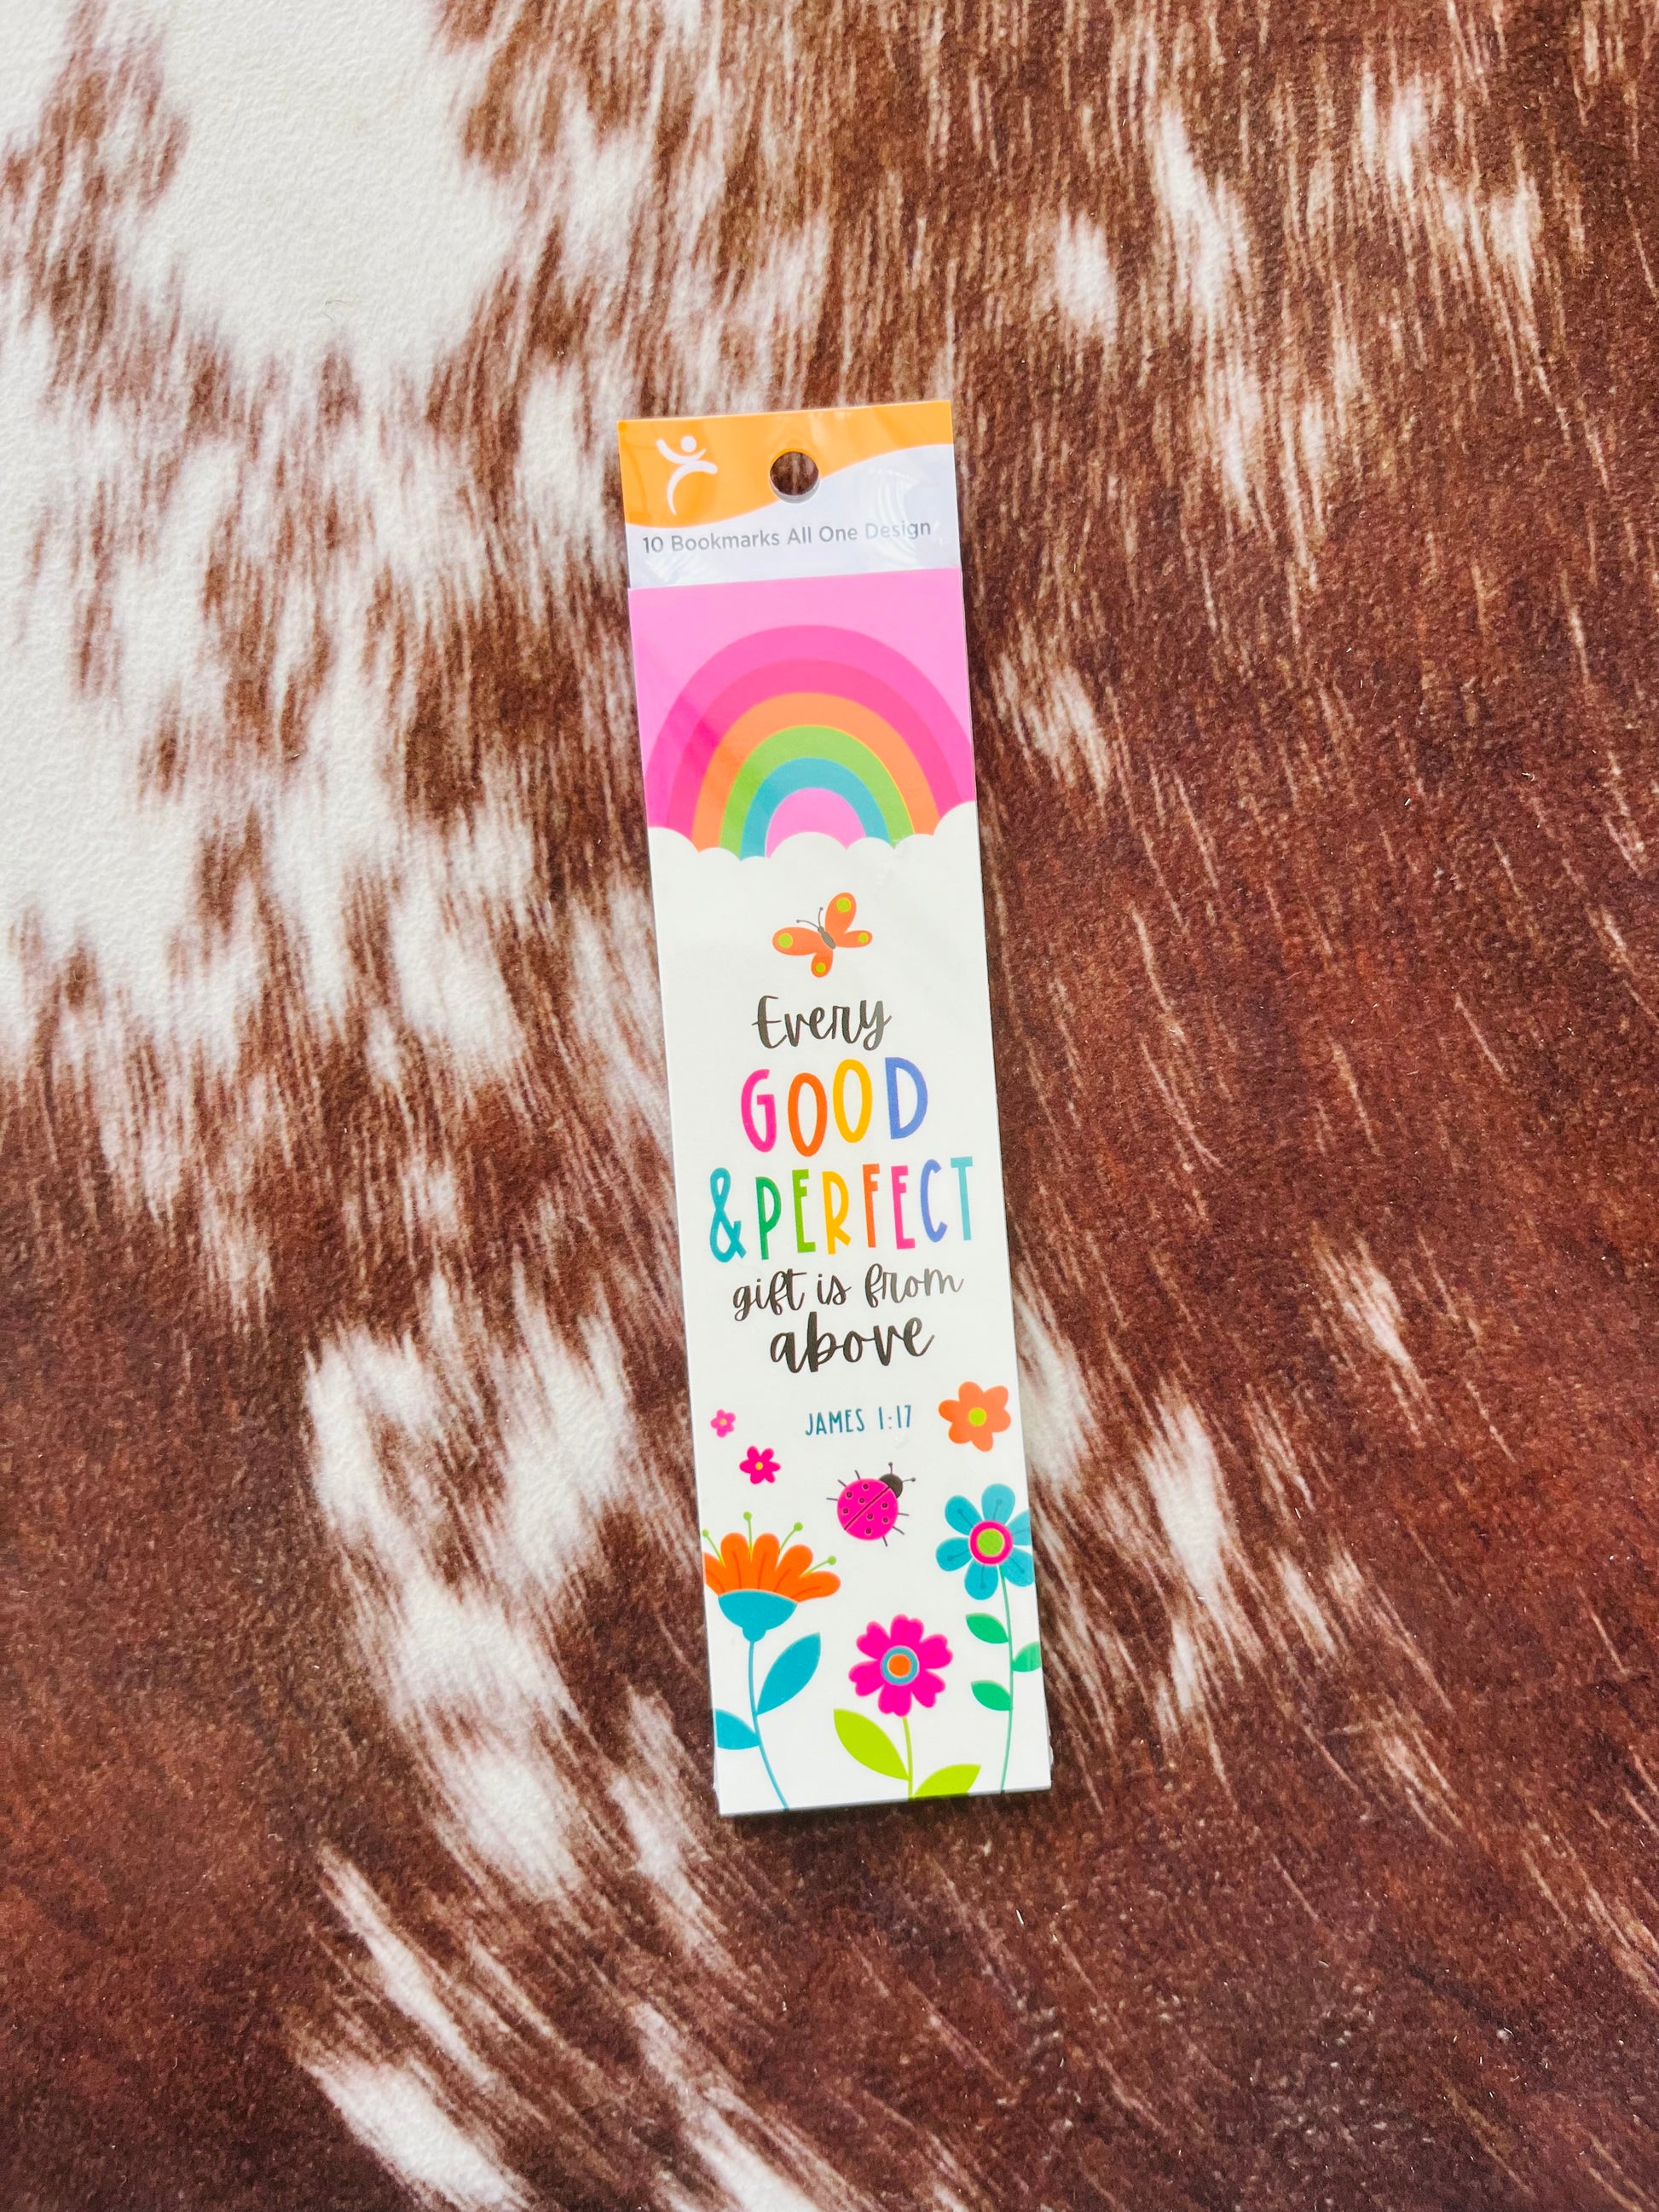 10 Bookmarks All One Design
Every
GOOD
& PERFECT
gift is from
above
JAMES 1:17